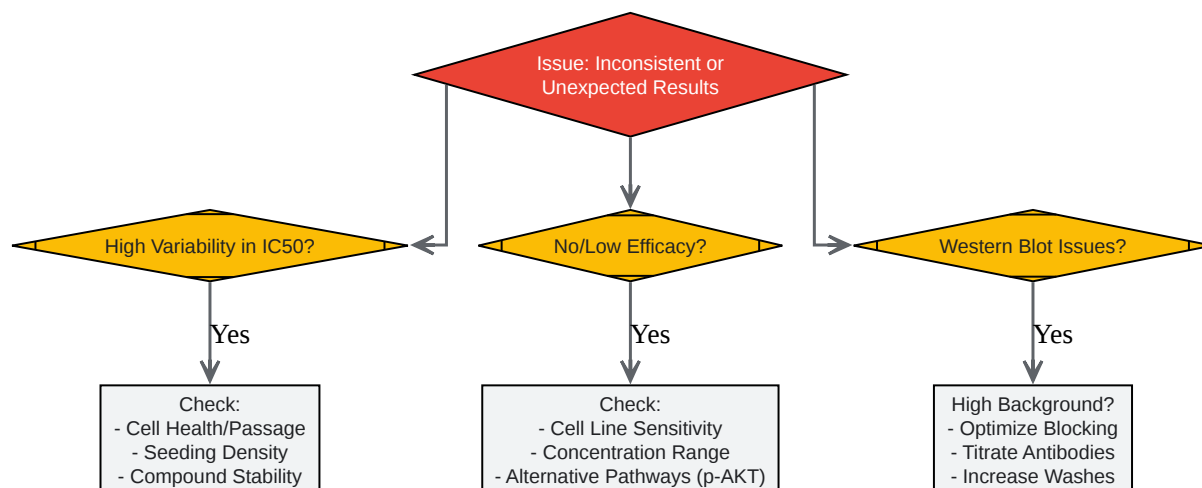 Issue: Inconsistent or
Unexpected Results
High Variability in IC50?
No/Low Efficacy?
Western Blot Issues?
Yes
Yes
Yes
Check:
- Cell Health/Passage
- Seeding Density
- Compound Stability
Check:
- Cell Line Sensitivity
- Concentration Range
- Alternative Pathways (p-AKT)
High Background?
- Optimize Blocking
- Titrate Antibodies
- Increase Washes